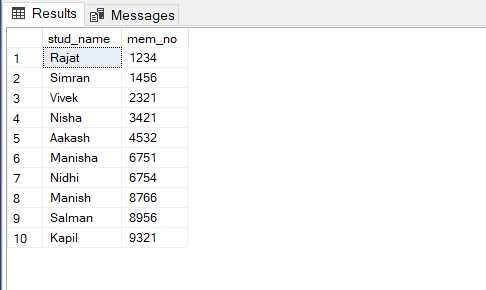 Results Messages
stud_name mem_no
1 Rajat 1234
2 Simran 1456
3 Vivek 2321
4 Nisha 3421
5 Aakash 4532
6 Manisha 6751
7 Nidhi 6754
8 Manish 8766
9 Salman 8956
10 Kapil 9321